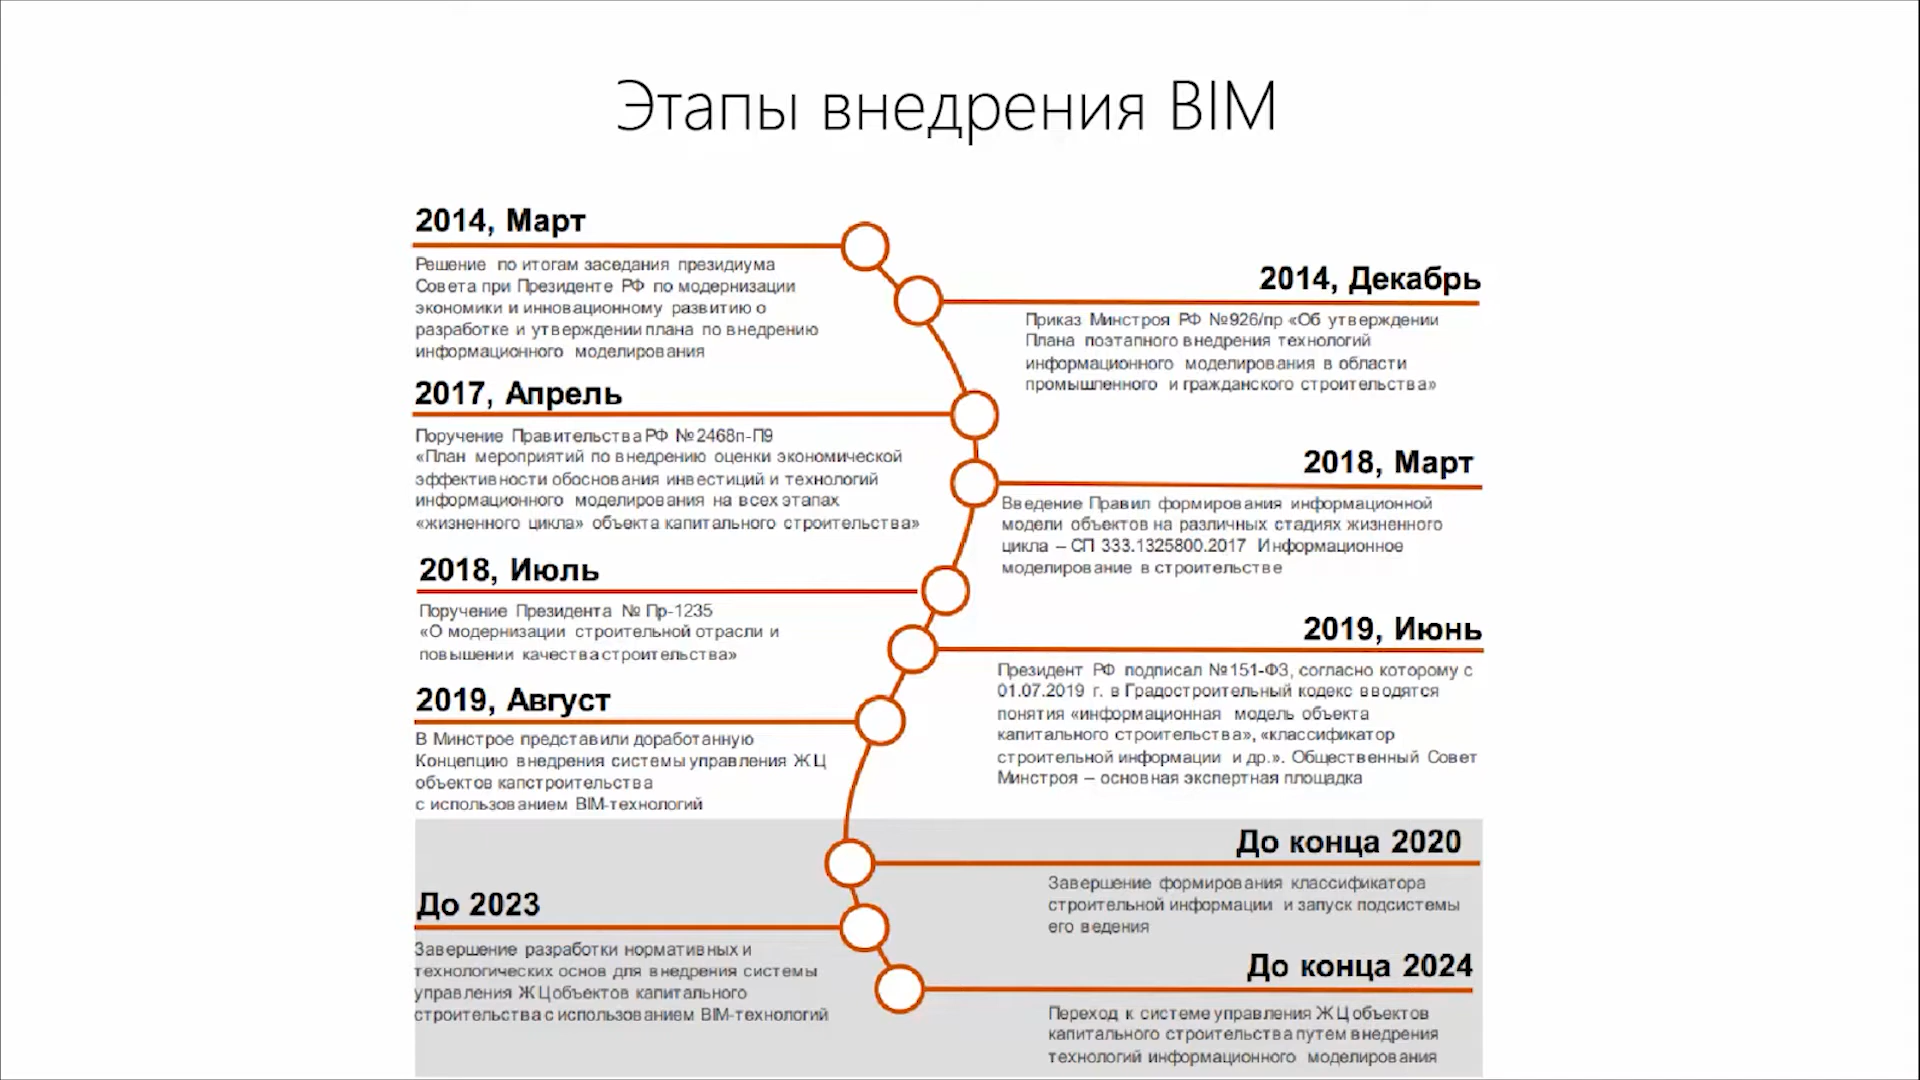 Этапы внедрения BIM
2014, Март
Решение по итогам заседания президиума
Совета при Президенте РФ по модернизации
экономики и инновационному развитию о
разработке и утверждении плана по внедрению
информационного моделирования
2014, Декабрь
Приказ Минстроя РФ №926/пр «Об утверждении
Плана поэтапного внедрения технологий
информационного моделирования в области
промышленного и гражданского строительства»
2017, Апрель
Поручение Правительства РФ №2468п-П9
«План мероприятий по внедрению оценки экономической
эффективности обоснования инвестиций и технологий
информационного моделирования на всех этапах
«жизненного цикла» объекта капитального строительства»
2018, Март
Введение Правил формирования информационной
модели объектов на различных стадиях жизненного
цикла – СП 333.1325800.2017 Информационное
моделирование в строительстве
2018, Июль
Поручение Президента № Пр-1235
«О модернизации строительной отрасли и
повышении качества строительства»
2019, Июнь
Президент РФ подписал №151-ФЗ, согласно которому с
01.07.2019 г. в Градостроительный кодекс вводятся
понятия «информационная модель объекта
капитального строительства», «классификатор
строительной информации и др.». Общественный Совет
Минстроя – основная экспертная площадка
2019, Август
В Минстрое представили доработанную
Концепцию внедрения системы управления ЖЦ
объектов капстроительства
с использованием BIM-технологий
До конца 2020
Завершение формирования классификатора
строительной информации и запуск подсистемы
его ведения
До 2023
Завершение разработки нормативных и
технологических основ для внедрения системы
управления ЖЦ объектов капитального
строительства с использованием BIM-технологий
До конца 2024
Переход к системе управления ЖЦ объектов
капитального строительства путем внедрения
технологий информационного моделирования